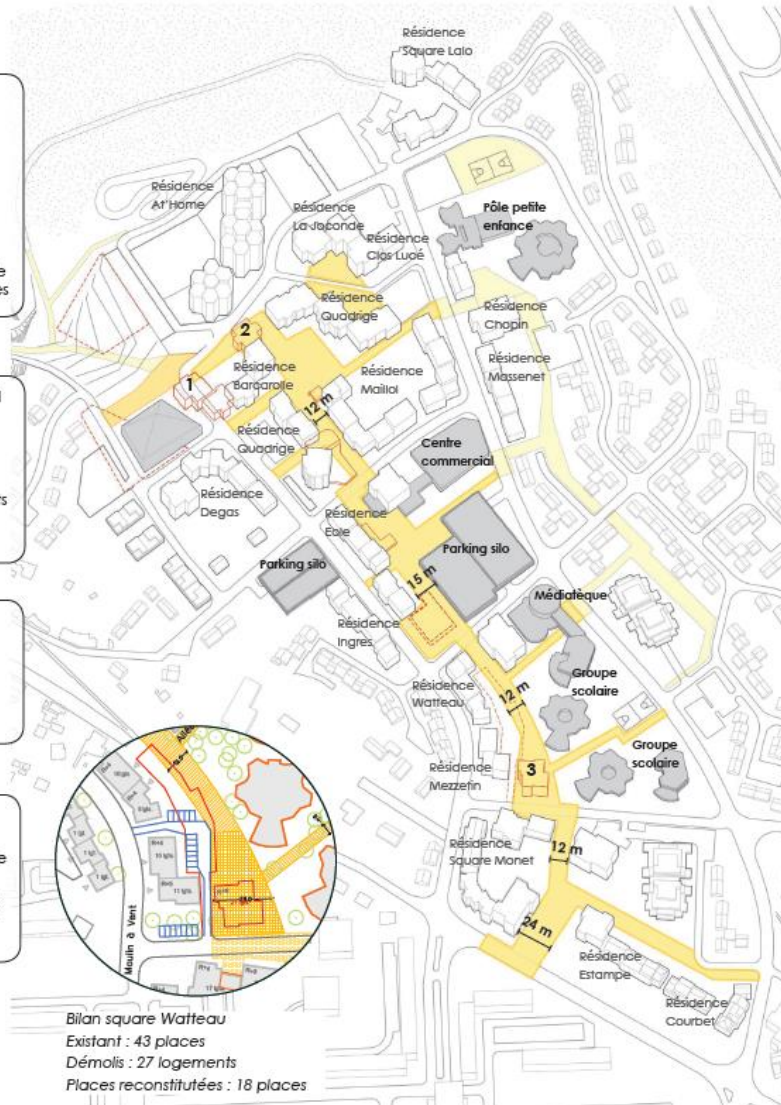 Résidence
Square Lalo
Résidence
At'Home
Résidence
La Joconde
Résidence
Clos Lucé
Pôle petite
enfance
e
es
Résidence
Quadrige
Résidence
Chopin
2
1
Résidence
Barcarolle
Résidence
Maillol
Résidence
Massenet
12 m
Résidence
Quadrige
Centre
commercial
Résidence
Degas
rs
Résidence
Eole
Parking silo
Parking silo
15 m
Médiatèque
Résidence
Ingres
Groupe
scolaire
Résidence
Watteau
12 m
Groupe
scolaire
3
Résidence
Mezzetin
e
Résidence
Square Monet
12 m
24 m
Moulin à Vent
Résidence
Estampe
Résidence
Courbet
Bilan square Watteau
Existant : 43 places
Démolis : 27 logements
Places reconstitutées : 18 places